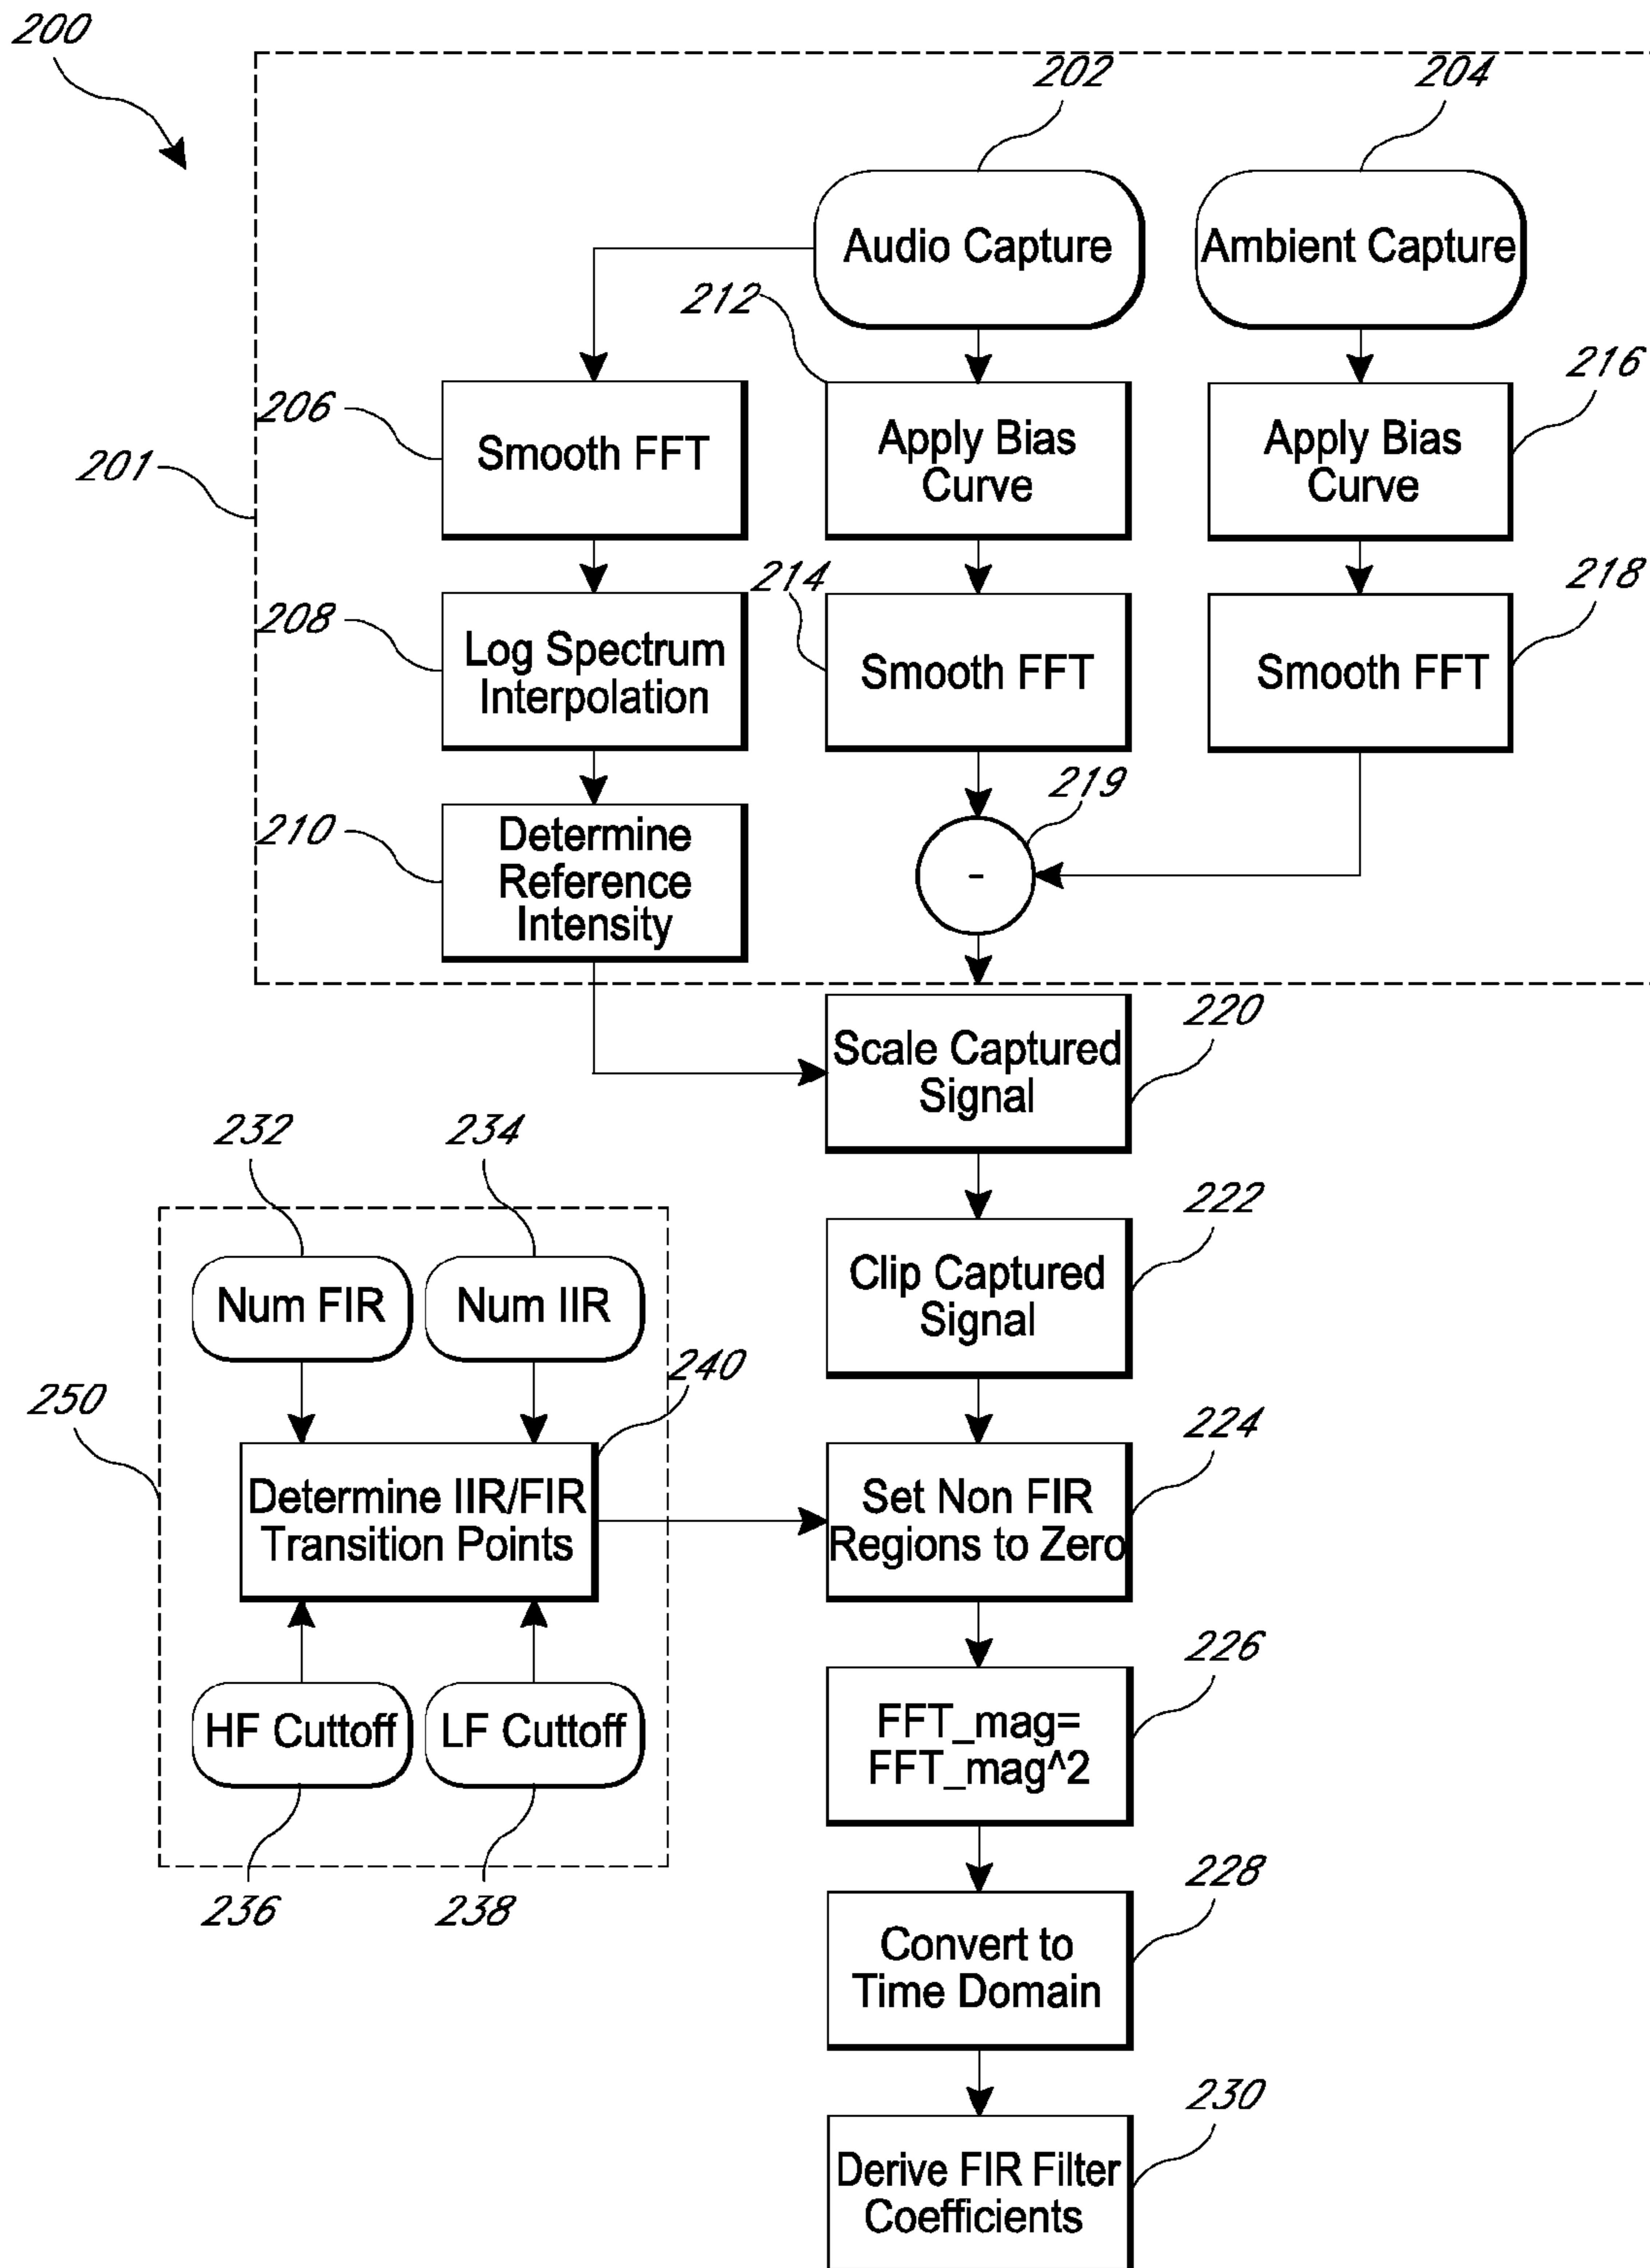 200
202
204
Audio Capture
Ambient Capture
212
216
206
Smooth FFT
Apply Bias
Curve
Apply Bias
Curve
201
214
218
208
Log Spectrum
Interpolation
Smooth FFT
Smooth FFT
219
210
Determine
Reference
Intensity
-
220
Scale Captured
Signal
232
234
222
Num FIR
Num IIR
Clip Captured
Signal
240
250
224
Determine IIR/FIR
Transition Points
Set Non FIR
Regions to Zero
226
HF Cuttoff
LF Cuttoff
FFT_mag=
FFT_mag^2
236
238
228
Convert to
Time Domain
230
Derive FIR Filter
Coefficients